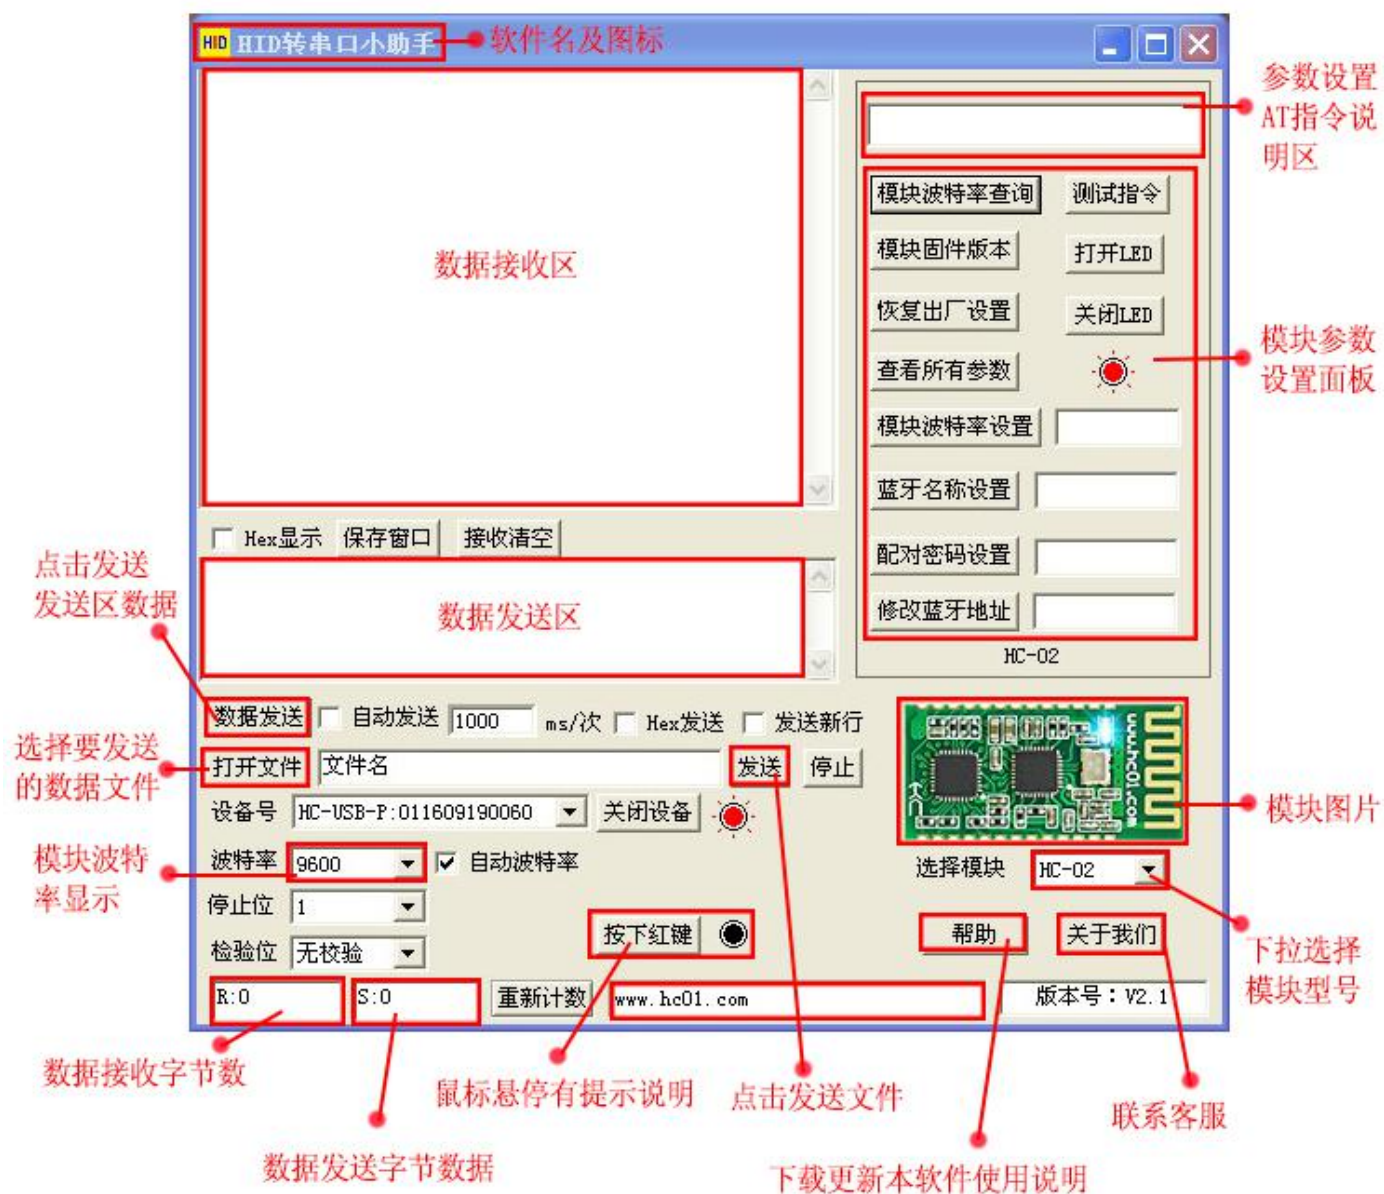 HID HID转串口小助手
软件名及图标
参数设置
AT指令说
明区
数据接收区
模块波特率查询
测试指令
模块固件版本
打开LED
恢复出厂设置
关闭LED
查看所有参数
模块参数
设置面板
模块波特率设置
蓝牙名称设置
配对密码设置
修改蓝牙地址
HC-02
Hex显示
保存窗口
接收清空
点击发送
发送区数据
数据发送区
数据发送
自动发送
1000
ms/次
Hex发送
发送新行
选择要发送
的数据文件
打开文件
文件名
发送
停止
设备号
HC-USB-P:011609190060
关闭设备
www.hc01.com
HC
模块图片
模块波特
率显示
波特率
9600
自动波特率
选择模块
HC-02
停止位
1
检验位
无校验
按下红键
帮助
关于我们
下拉选择
模块型号
R:0
S:0
重新计数
www.hc01.com
版本号：V2.1
数据接收字节数
鼠标悬停有提示说明
点击发送文件
联系客服
数据发送字节数据
下载更新本软件使用说明